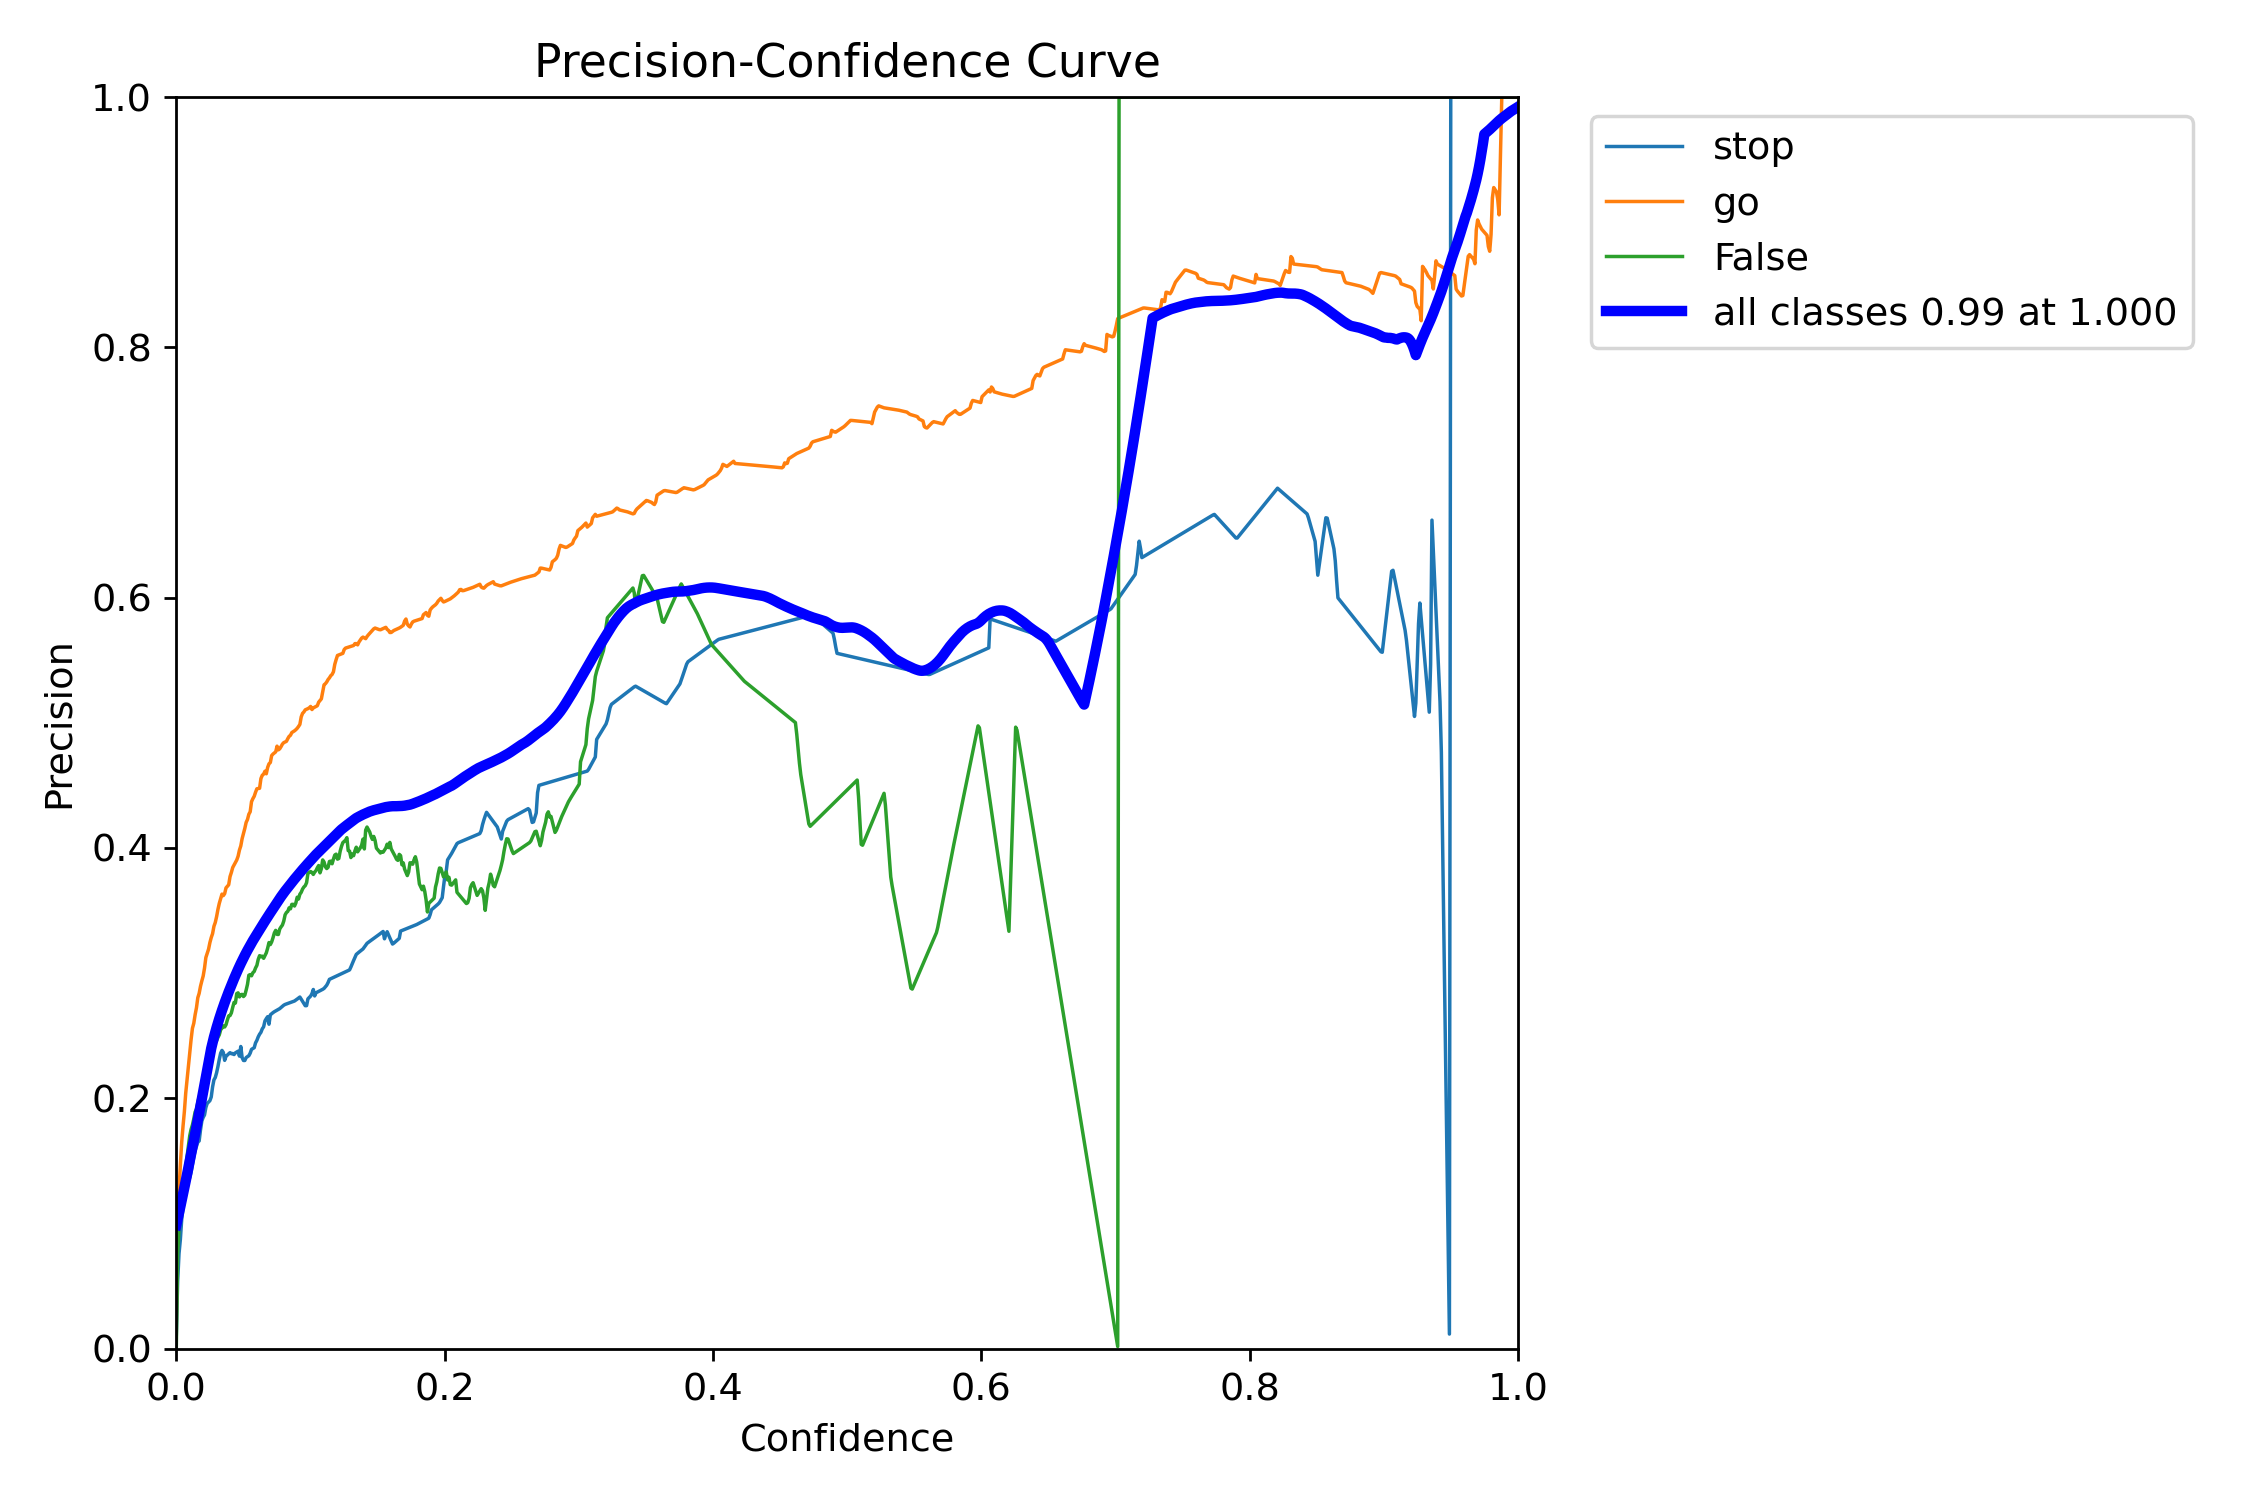 Precision-Confidence Curve
1.0
0.8
0.6
0.4
0.2
0.0
Precision
0.0 0.2 0.4 0.6 0.8 1.0
Confidence
stop
go
False
all classes 0.99 at 1.000